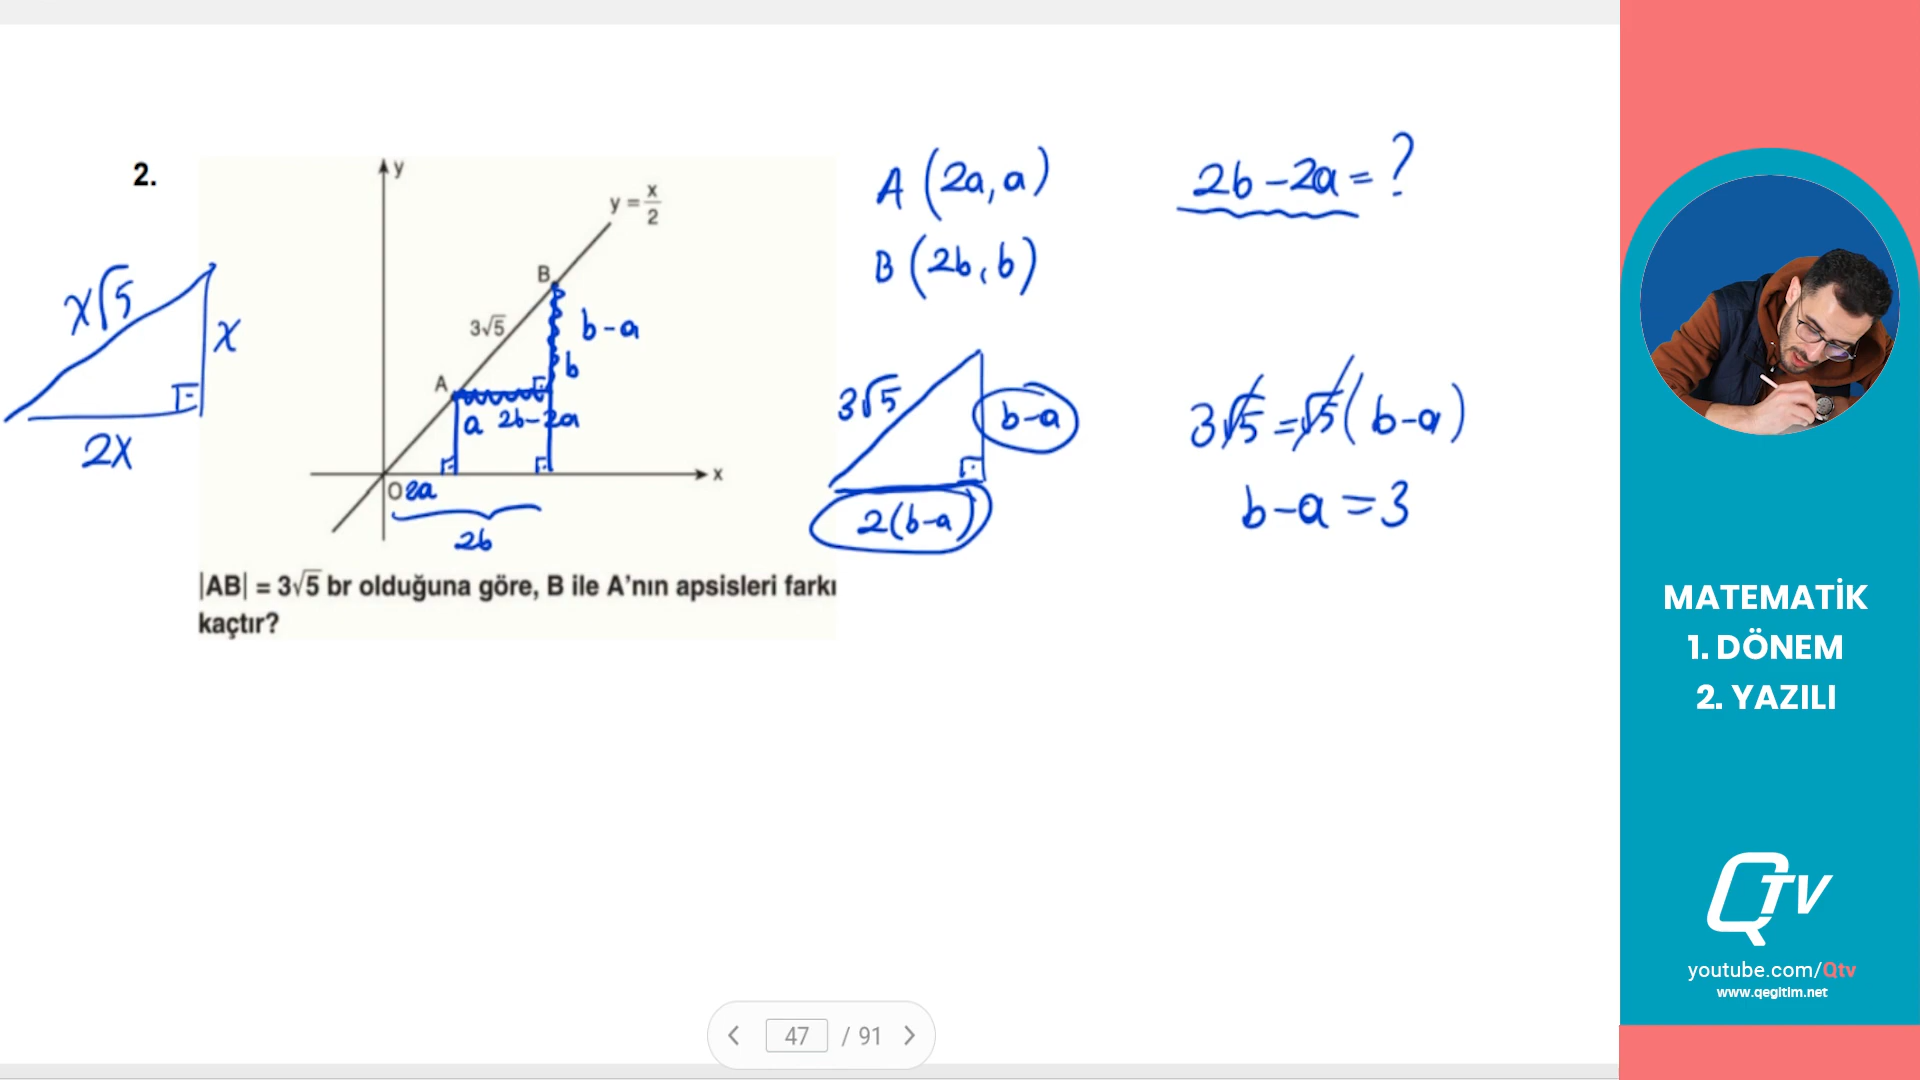 2.
y
y = x/2
B
3√5
b-a
b
A
a 2b-2a
x
O 2a
2b
x√5
x
2x
|AB| = 3√5 br olduğuna göre, B ile A'nın apsisleri farkı
kaçtır?
A (2a, a)
B (2b, b)
3√5
b-a
2(b-a)
2b-2a=?
3√5=√5(b-a)
b-a=3
47 / 91
MATEMATİK
1. DÖNEM
2. YAZILI
QTV
youtube.com/Qtv
www.qegitim.net